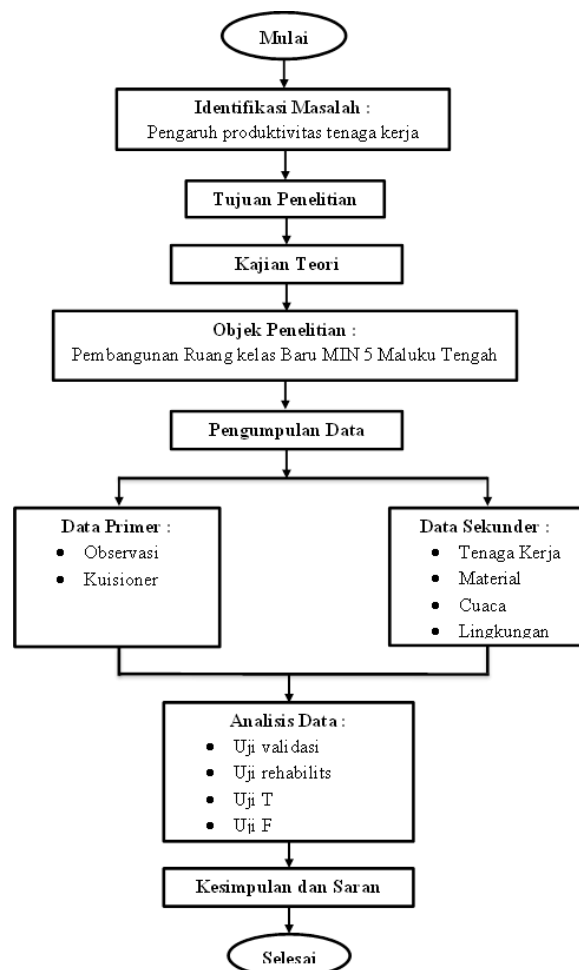 Mulai
Identifikasi Masalah :
Pengaruh produktivitas tenaga kerja
Tujuan Penelitian
Kajian Teori
Objek Penelitian :
Pembangunan Ruang kelas Baru MIN 5 Maluku Tengah
Pengumpulan Data
Data Primer :
• Observasi
• Kuisioner
Data Sekunder :
• Tenaga Kerja
• Material
• Cuaca
• Lingkungan
Analisis Data :
• Uji validasi
• Uji rehabilits
• Uji T
• Uji F
Kesimpulan dan Saran
Selesai